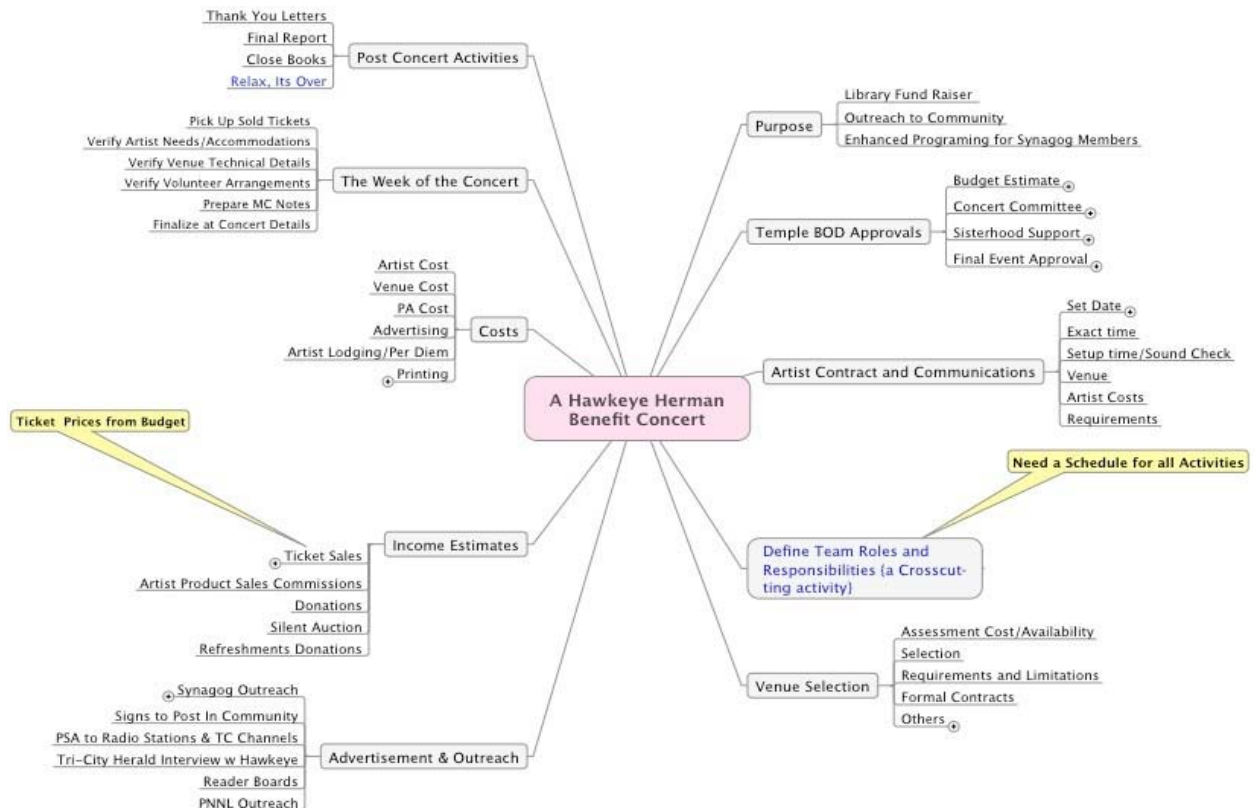 Thank You Letters
Final Report
Close Books
Relax, Its Over
Post Concert Activities
Pick Up Sold Tickets
Verify Artist Needs/Accommodations
Verify Venue Technical Details
Verify Volunteer Arrangements
Prepare MC Notes
Finalize at Concert Details
The Week of the Concert
Artist Cost
Venue Cost
PA Cost
Advertising
Artist Lodging/Per Diem
Printing
Costs
Ticket Prices from Budget
Ticket Sales
Artist Product Sales Commissions
Donations
Silent Auction
Refreshments Donations
Income Estimates
Synagog Outreach
Signs to Post In Community
PSA to Radio Stations & TC Channels
Tri-City Herald Interview w Hawkeye
Reader Boards
PNNL Outreach
Advertisement & Outreach
A Hawkeye Herman
Benefit Concert
Purpose
Library Fund Raiser
Outreach to Community
Enhanced Programing for Synagog Members
Temple BOD Approvals
Budget Estimate
Concert Committee
Sisterhood Support
Final Event Approval
Artist Contract and Communications
Set Date
Exact time
Setup time/Sound Check
Venue
Artist Costs
Requirements
Need a Schedule for all Activities
Define Team Roles and
Responsibilities (a Crosscut-
ting activity)
Venue Selection
Assessment Cost/Availability
Selection
Requirements and Limitations
Formal Contracts
Others